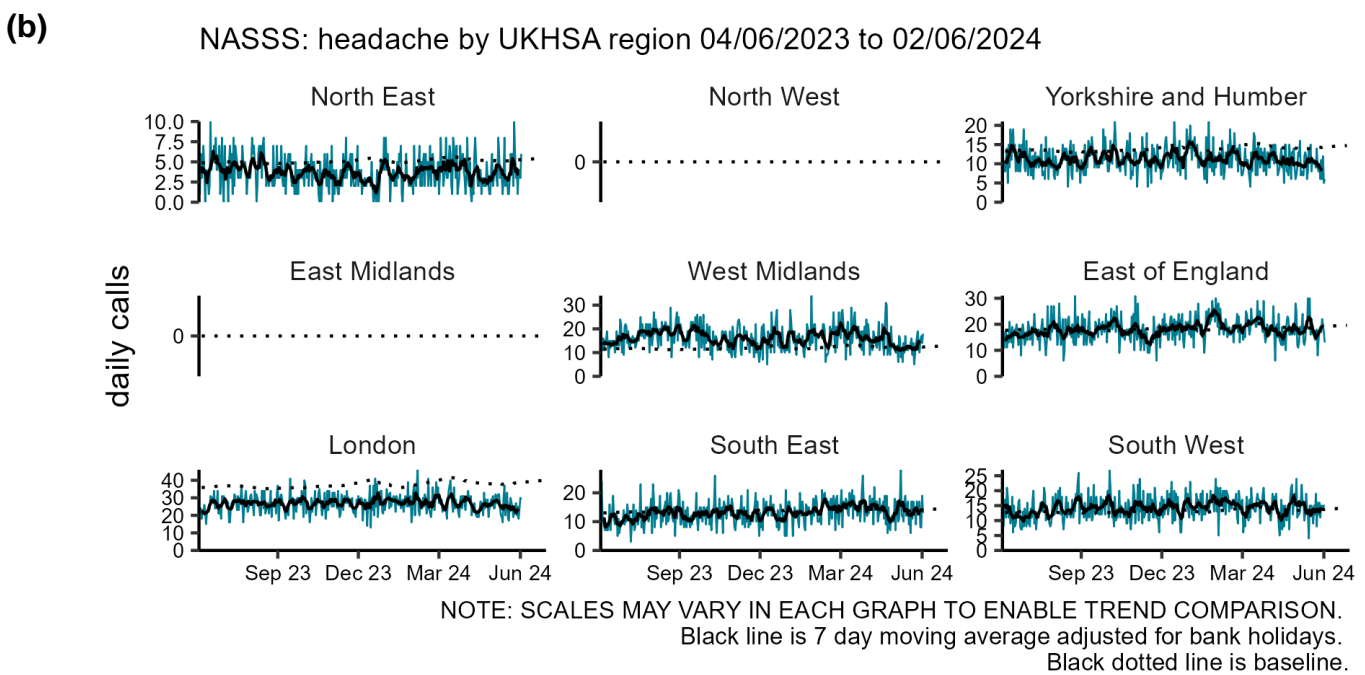 (b)
NASSS: headache by UKHSA region 04/06/2023 to 02/06/2024
daily calls
North East
10.0
7.5
5.0
2.5
0.0
North West
0
Yorkshire and Humber
20
15
10
5
0
East Midlands
0
West Midlands
30
20
10
0
East of England
30
20
10
0
London
40
30
20
10
0
Sep 23 Dec 23 Mar 24 Jun 24
South East
20
10
0
Sep 23 Dec 23 Mar 24 Jun 24
South West
25
20
15
10
5
0
Sep 23 Dec 23 Mar 24 Jun 24
NOTE: SCALES MAY VARY IN EACH GRAPH TO ENABLE TREND COMPARISON.
Black line is 7 day moving average adjusted for bank holidays.
Black dotted line is baseline.